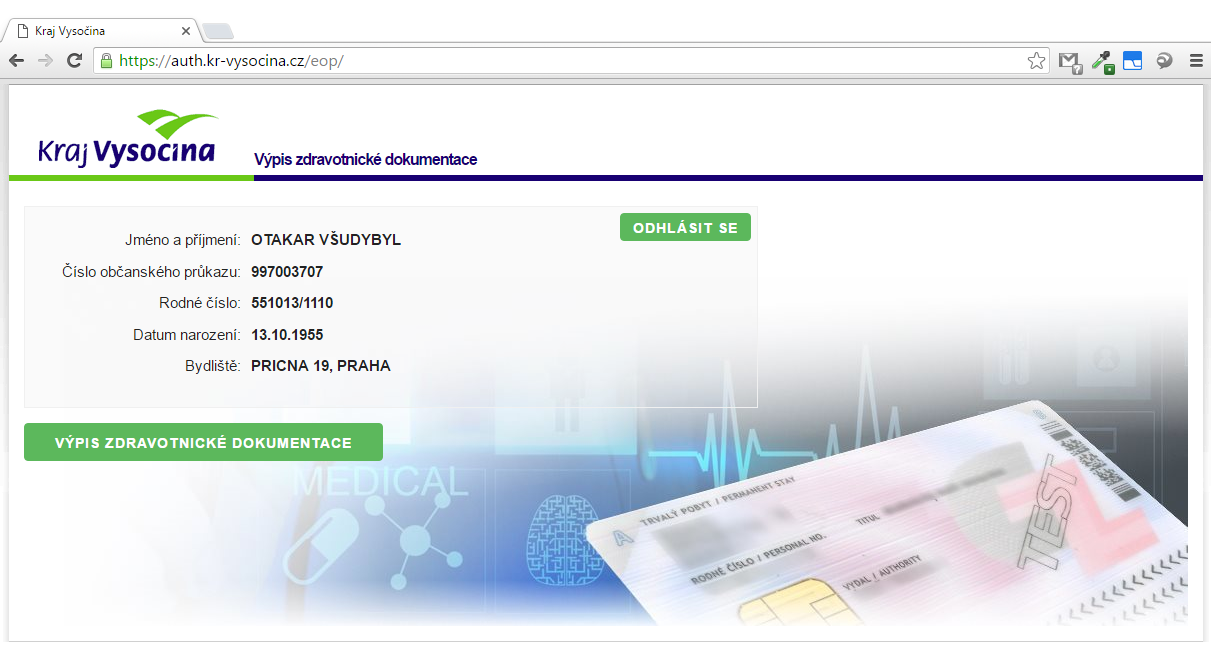 Kraj Vysočina
https://auth.kr-vysocina.cz/eop/
Kraj Vysočina
Výpis zdravotnické dokumentace
ODHLÁSIT SE
Jméno a příjmení: OTAKAR VŠUDYBYL
Číslo občanského průkazu: 997003707
Rodné číslo: 551013/1110
Datum narození: 13.10.1955
Bydliště: PRICNA 19, PRAHA
VÝPIS ZDRAVOTNICKÉ DOKUMENTACE
MEDICAL
A TRVALÝ POBYT / PERMANENT STAY
TITUL
RODNÉ ČÍSLO / PERSONAL NO.
VYDAL / AUTHORITY
TEST